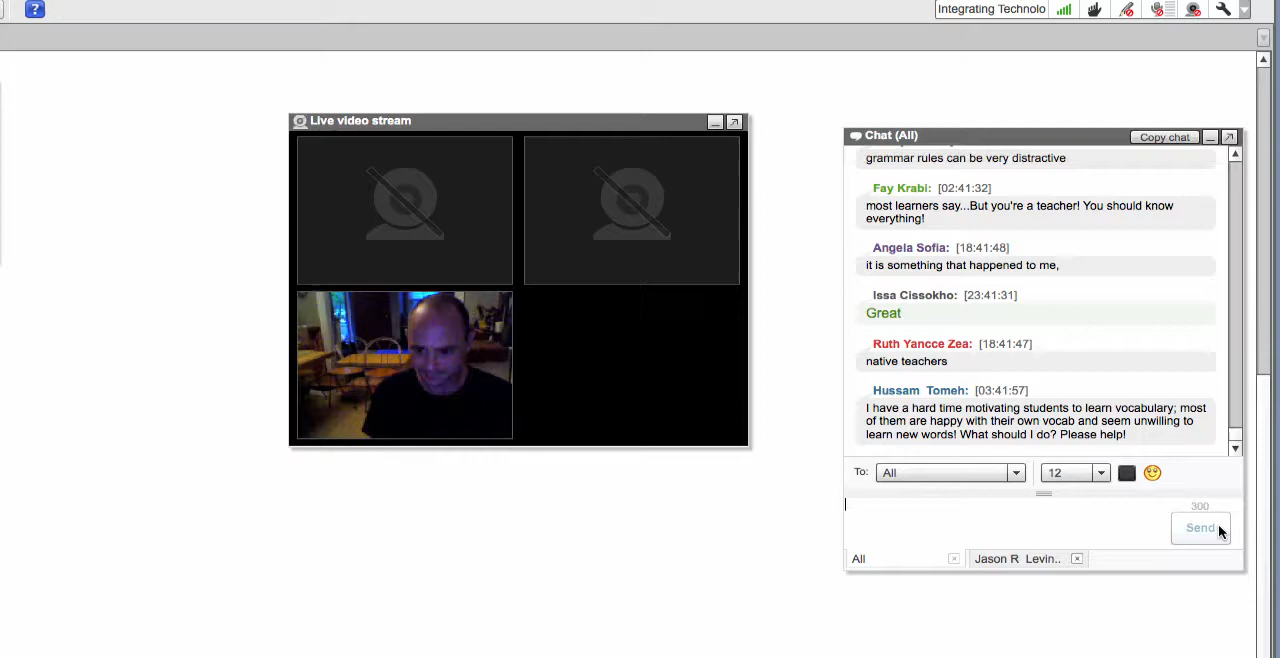 ?
Integrating Technolo
Live video stream
Chat (All)
Copy chat
grammar rules can be very distractive
Fay Krabi: [02:41:32]
most learners say...But you're a teacher! You should know
everything!
Angela Sofia: [18:41:48]
it is something that happened to me,
Issa Cissokho: [23:41:31]
Great
Ruth Yancce Zea: [18:41:47]
native teachers
Hussam Tomeh: [03:41:57]
I have a hard time motivating students to learn vocabulary; most
of them are happy with their own vocab and seem unwilling to
learn new words! What should I do? Please help!
To: All 12
300
Send
All Jason R Levin..